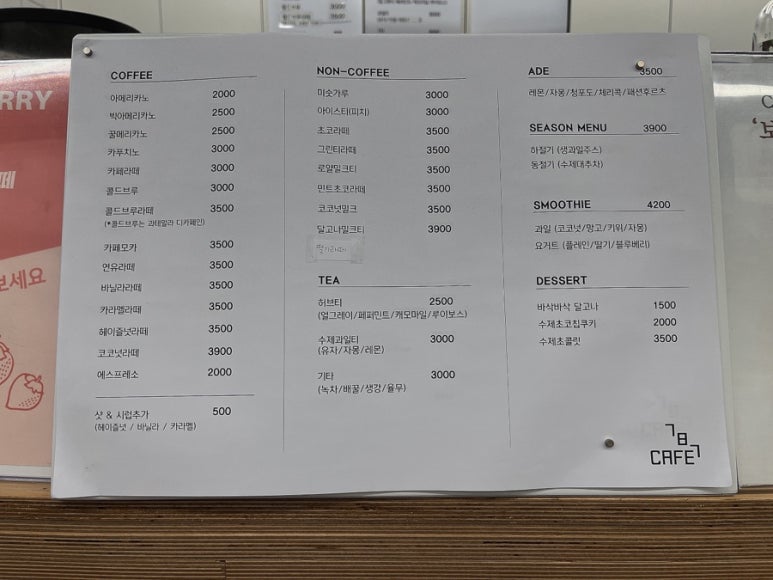 COFFEE
아메리카노 2000
빅아메리카노 2500
꿀메리카노 2500
카푸치노 3000
카페라떼 3000
콜드브루 3000
콜드브루라떼 3500
(*콜드브루는 과테말라 디카페인)
카페모카 3500
연유라떼 3500
바닐라라떼 3500
카라멜라떼 3500
헤이즐넛라떼 3500
코코넛라떼 3900
에스프레소 2000
샷 & 시럽추가 500
(헤이즐넛 / 바닐라 / 카라멜)
NON-COFFEE
미숫가루 3000
아이스티(피치) 3000
초코라떼 3500
그린티라떼 3500
로얄밀크티 3500
민트초코라떼 3500
코코넛밀크 3500
달고나밀크티 3900
TEA
허브티 2500
(얼그레이/페퍼민트/캐모마일/루이보스)
수제과일티 3000
(유자/자몽/레몬)
기타 3000
(녹차/배꿀/생강/율무)
ADE 3500
레몬/자몽/청포도/체리콕/패션후르츠
SEASON MENU 3900
하절기 (생과일주스)
동절기 (수제대추차)
SMOOTHIE 4200
과일 (코코넛/망고/키위/자몽)
요거트 (플레인/딸기/블루베리)
DESSERT
바삭바삭 달고나 1500
수제초코칩쿠키 2000
수제초콜릿 3500
CAFE
RRY
떼
보세요